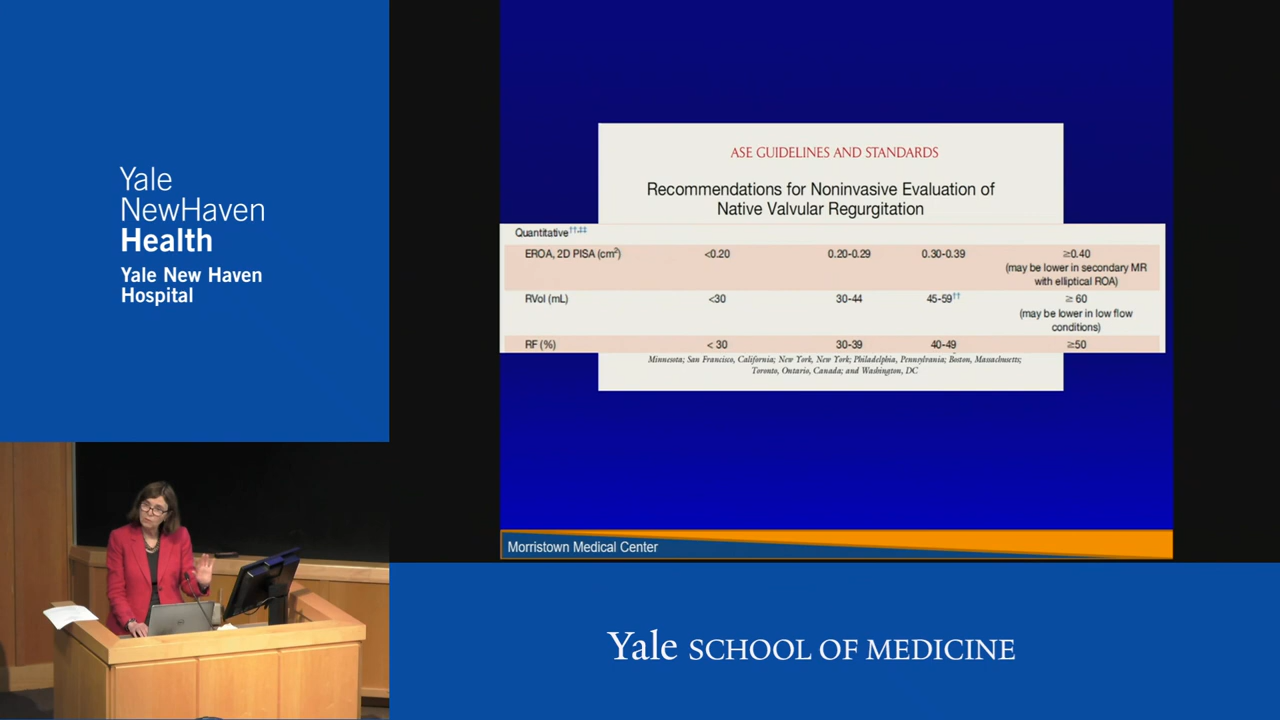 Yale
NewHaven
Health
Yale New Haven
Hospital
ASE GUIDELINES AND STANDARDS
Recommendations for Noninvasive Evaluation of
Native Valvular Regurgitation
Quantitative††,‡‡
EROA, 2D PISA (cm²) <0.20 0.20-0.29 0.30-0.39 ≥0.40
(may be lower in secondary MR
with elliptical ROA)
RVol (mL) <30 30-44 45-59†† ≥ 60
(may be lower in low flow
conditions)
RF (%) < 30 30-39 40-49 ≥50
Minnesota; San Francisco, California; New York, New York; Philadelphia, Pennsylvania; Boston, Massachusetts;
Toronto, Ontario, Canada; and Washington, DC
Morristown Medical Center
Yale SCHOOL OF MEDICINE